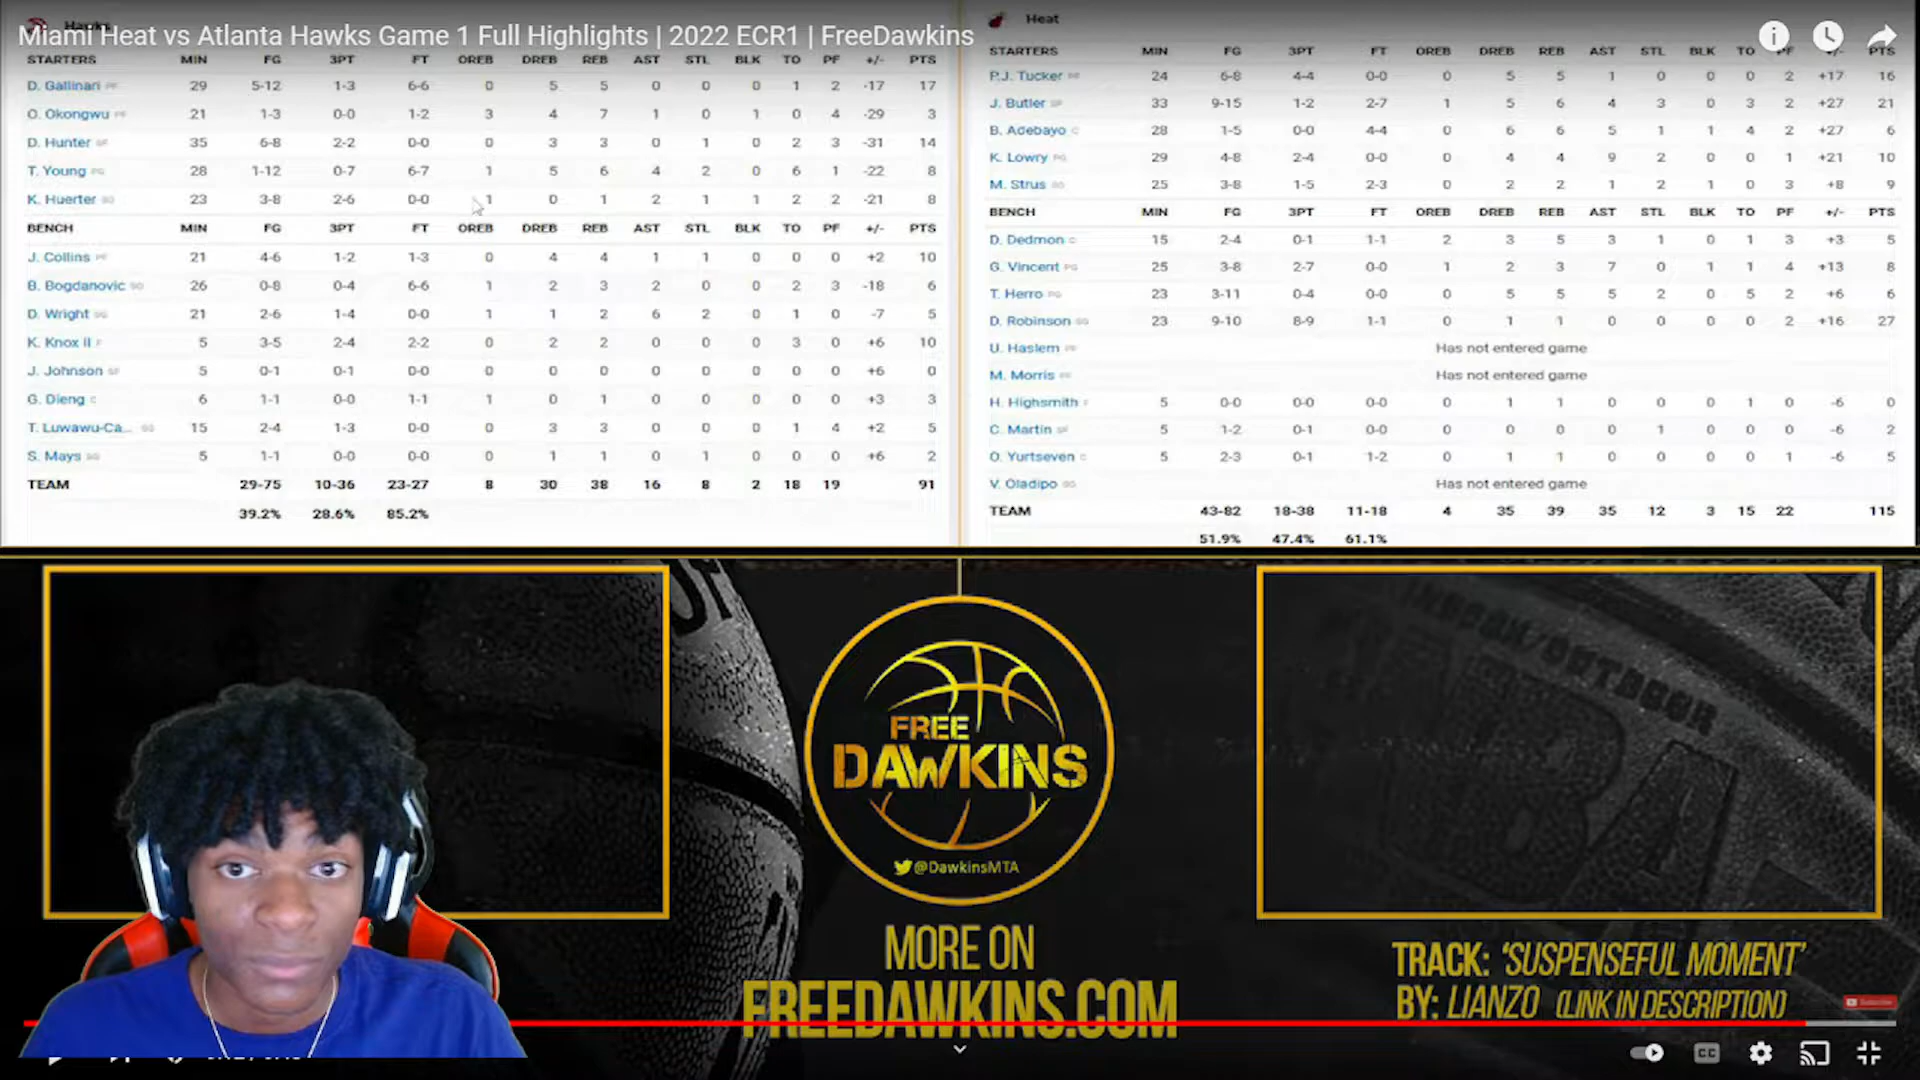 Hawks
Miami Heat vs Atlanta Hawks Game 1 Full Highlights | 2022 ECR1 | FreeDawkins
STARTERS MIN FG 3PT FT OREB DREB REB AST STL BLK TO PF +/- PTS
D. Gallinari PF 29 5-12 1-3 6-6 0 5 5 0 0 0 1 2 -17 17
O. Okongwu PF 21 1-3 0-0 1-2 3 4 7 1 0 1 0 4 -29 3
D. Hunter SF 35 6-8 2-2 0-0 0 3 3 0 1 0 2 3 -31 14
T. Young PG 28 1-12 0-7 6-7 1 5 6 4 2 0 6 1 -22 8
K. Huerter SG 23 3-8 2-6 0-0 1 0 1 2 1 1 2 2 -21 8
BENCH MIN FG 3PT FT OREB DREB REB AST STL BLK TO PF +/- PTS
J. Collins PF 21 4-6 1-2 1-3 0 4 4 1 1 0 0 0 +2 10
B. Bogdanovic SG 26 0-8 0-4 6-6 1 2 3 2 0 0 2 3 -18 6
D. Wright SG 21 2-6 1-4 0-0 1 1 2 6 2 0 1 0 -7 5
K. Knox II F 5 3-5 2-4 2-2 0 2 2 0 0 0 3 0 +6 10
J. Johnson SF 5 0-1 0-1 0-0 0 0 0 0 0 0 0 0 +6 0
G. Dieng C 6 1-1 0-0 1-1 1 0 1 0 0 0 0 0 +3 3
T. Luwawu-Ca... SG 15 2-4 1-3 0-0 0 3 3 0 0 0 1 4 +2 5
S. Mays SG 5 1-1 0-0 0-0 0 1 1 0 1 0 0 0 +6 2
TEAM 29-75 10-36 23-27 8 30 38 16 8 2 18 19 91
39.2% 28.6% 85.2%
Heat
STARTERS MIN FG 3PT FT OREB DREB REB AST STL BLK TO PF +/- PTS
P.J. Tucker PF 24 6-8 4-4 0-0 0 5 5 1 0 0 0 2 +17 16
J. Butler SF 33 9-15 1-2 2-7 1 5 6 4 3 0 3 2 +27 21
B. Adebayo C 28 1-5 0-0 4-4 0 6 6 5 1 1 4 2 +27 6
K. Lowry PG 29 4-8 2-4 0-0 0 4 4 9 2 0 0 1 +21 10
M. Strus SG 25 3-8 1-5 2-3 0 2 2 1 2 1 0 3 +8 9
BENCH MIN FG 3PT FT OREB DREB REB AST STL BLK TO PF +/- PTS
D. Dedmon C 15 2-4 0-1 1-1 2 3 5 3 1 0 1 3 +3 5
G. Vincent PG 25 3-8 2-7 0-0 1 2 3 7 0 1 1 4 +13 8
T. Herro PG 23 3-11 0-4 0-0 0 5 5 5 2 0 5 2 +6 6
D. Robinson SG 23 9-10 8-9 1-1 0 1 1 0 0 0 0 2 +16 27
U. Haslem PF Has not entered game
M. Morris PF Has not entered game
H. Highsmith F 5 0-0 0-0 0-0 0 1 1 0 0 0 1 0 -6 0
C. Martin SF 5 1-2 0-1 0-0 0 0 0 0 1 0 0 0 -6 2
O. Yurtseven C 5 2-3 0-1 1-2 0 1 1 0 0 0 0 1 -6 5
V. Oladipo SG Has not entered game
TEAM 43-82 18-38 11-18 4 35 39 35 12 3 15 22 115
51.9% 47.4% 61.1%
FREE
DAWKINS
@DawkinsMTA
MORE ON
FREEDAWKINS.COM
TRACK: 'SUSPENSEFUL MOMENT'
BY: LIANZO (LINK IN DESCRIPTION)
Subscribe
CC